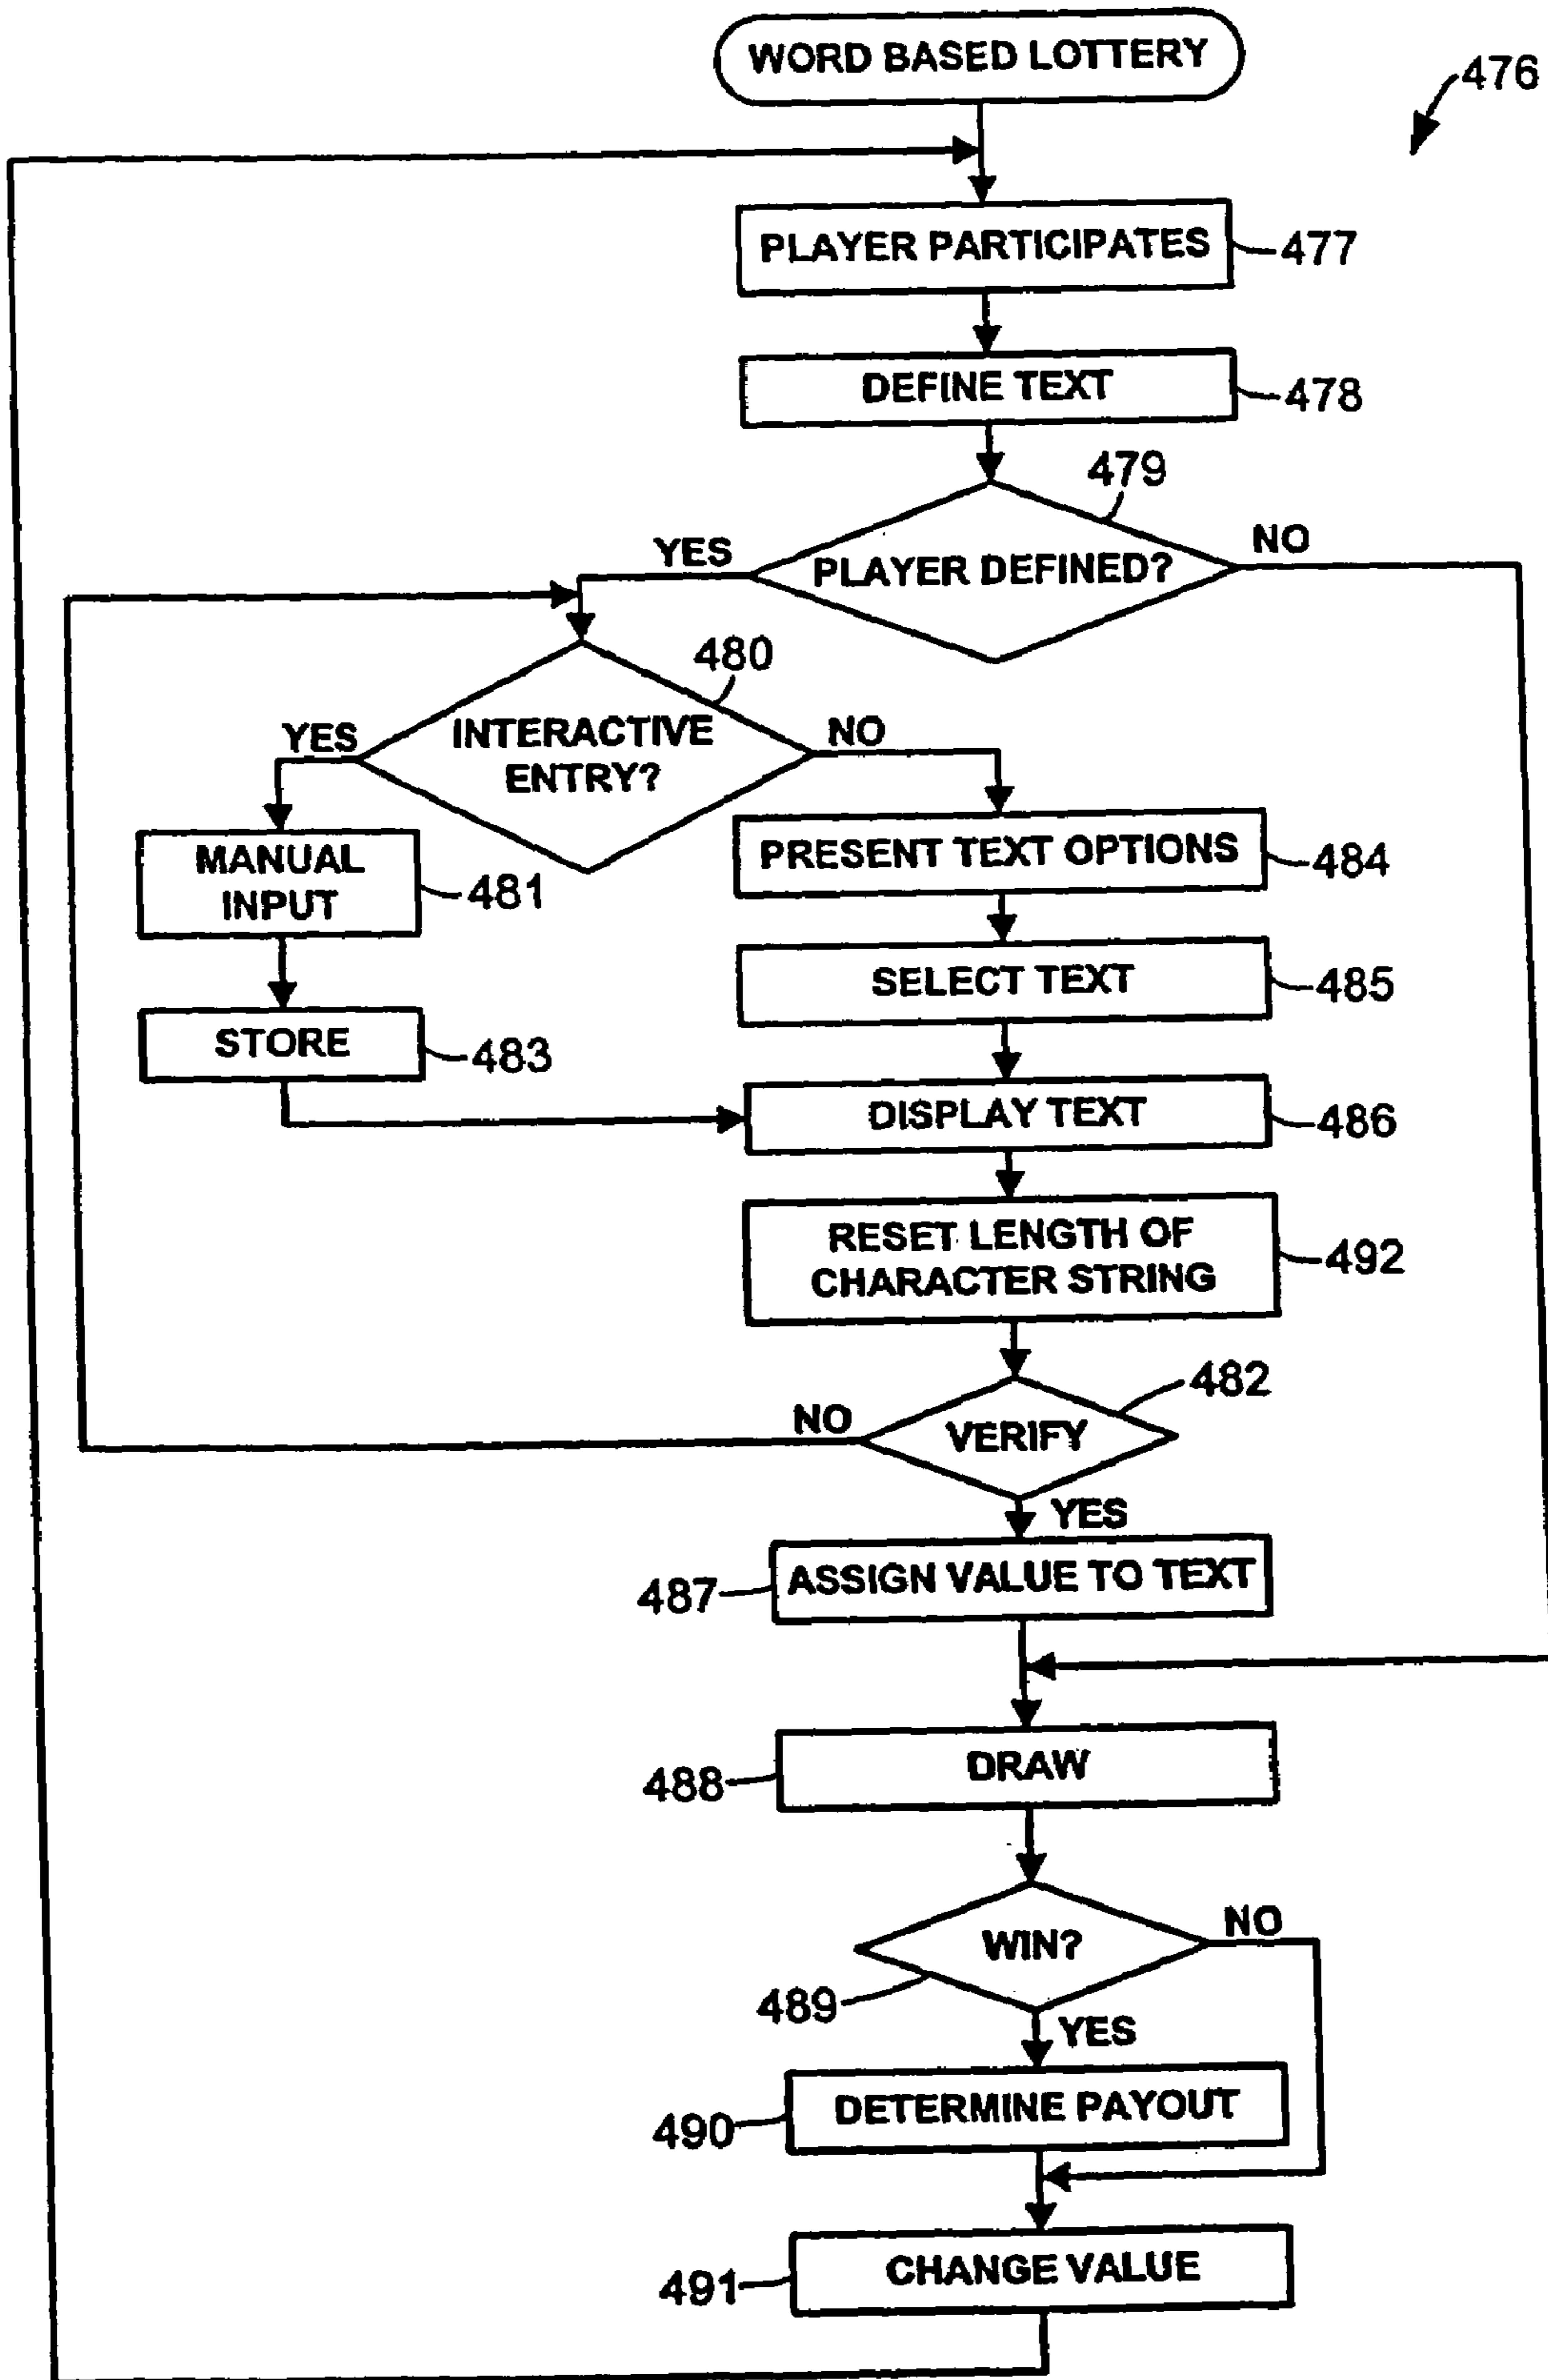 WORD BASED LOTTERY
476
PLAYER PARTICIPATES
477
DEFINE TEXT
478
479
YES
PLAYER DEFINED?
NO
480
YES
INTERACTIVE
ENTRY?
NO
MANUAL
INPUT
481
PRESENT TEXT OPTIONS
484
SELECT TEXT
485
STORE
483
DISPLAY TEXT
486
RESET LENGTH OF
CHARACTER STRING
492
482
NO
VERIFY
YES
487
ASSIGN VALUE TO TEXT
488
DRAW
WIN?
NO
489
YES
490
DETERMINE PAYOUT
491
CHANGE VALUE